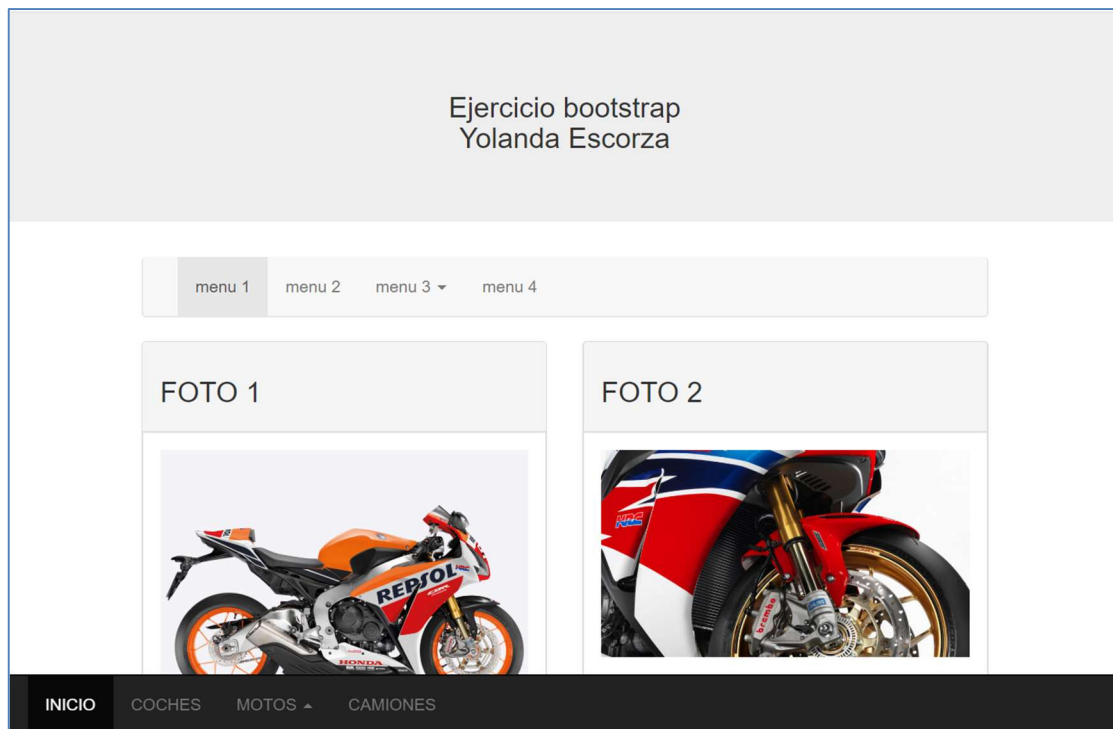 Ejercicio bootstrap
Yolanda Escorza
menu 1 menu 2 menu 3 menu 4
FOTO 1
FOTO 2
REPSOL
HONDA
HRC
brembo
INICIO COCHES MOTOS CAMIONES